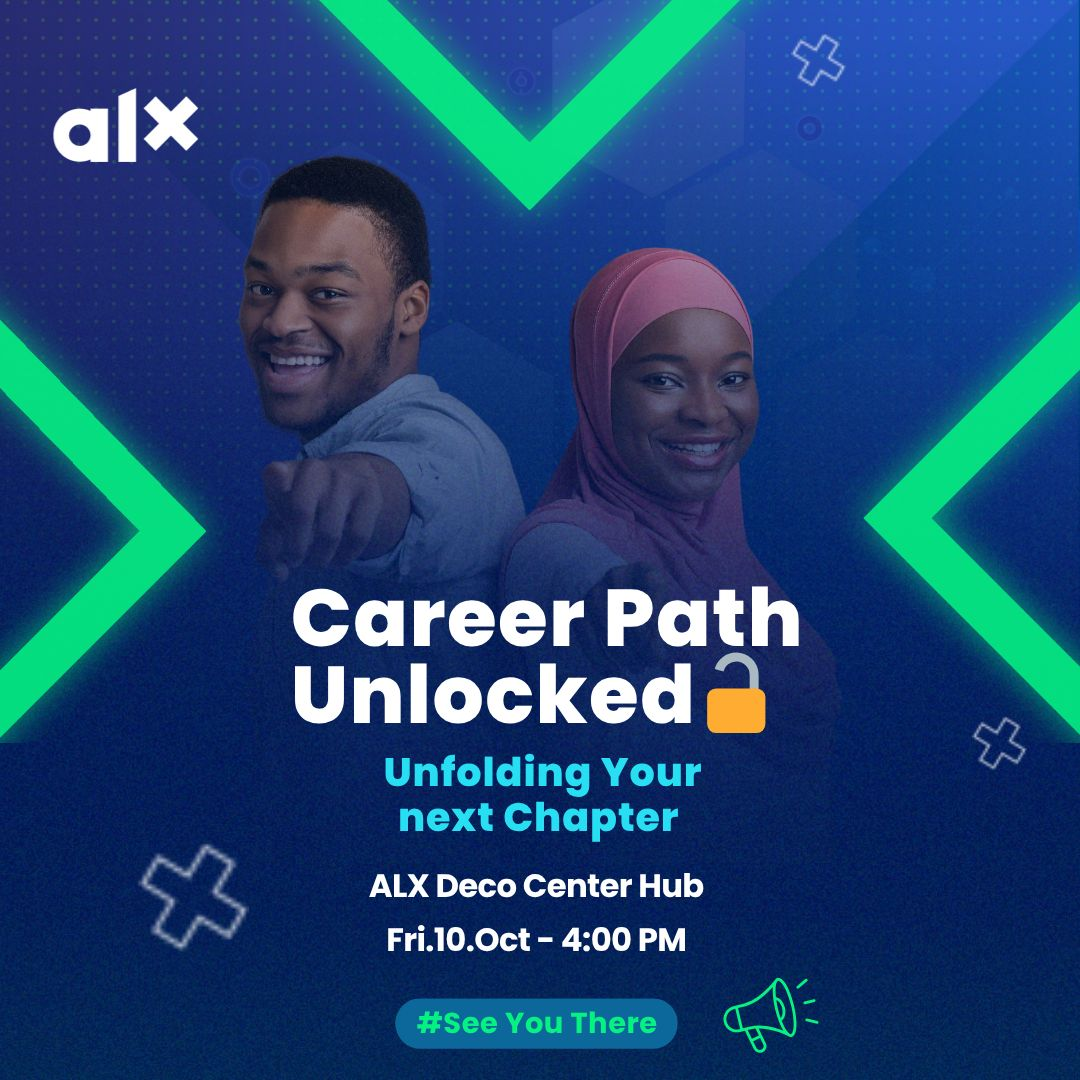 alx
Career Path
Unlocked
Unfolding Your
next Chapter
ALX Deco Center Hub
Fri.10.Oct - 4:00 PM
#See You There